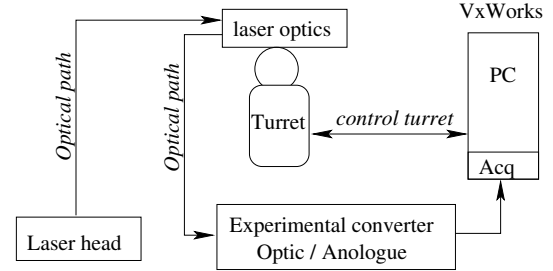 VxWorks
laser optics
PC
Optical path
Optical path
Turret
control turret
Acq
Laser head
Experimental converter
Optic / Anologue